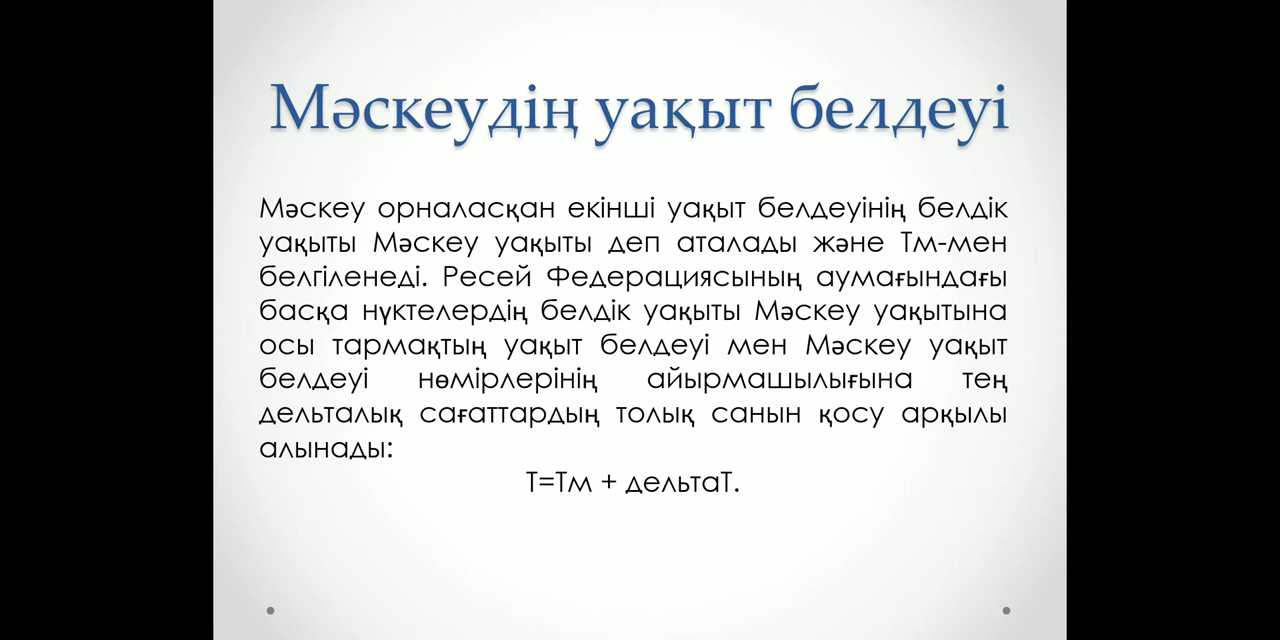 Мәскеудің уақыт белдеуі
Мәскеу орналасқан екінші уақыт белдеуінің белдік
уақыты Мәскеу уақыты деп аталады және Тм-мен
белгіленеді. Ресей Федерациясының аумағындағы
басқа нүктелердің белдік уақыты Мәскеу уақытына
осы тармақтың уақыт белдеуі мен Мәскеу уақыт
белдеуі нөмірлерінің айырмашылығына тең
дельталық сағаттардың толық санын қосу арқылы
алынады:
Т=Тм + дельтаТ.